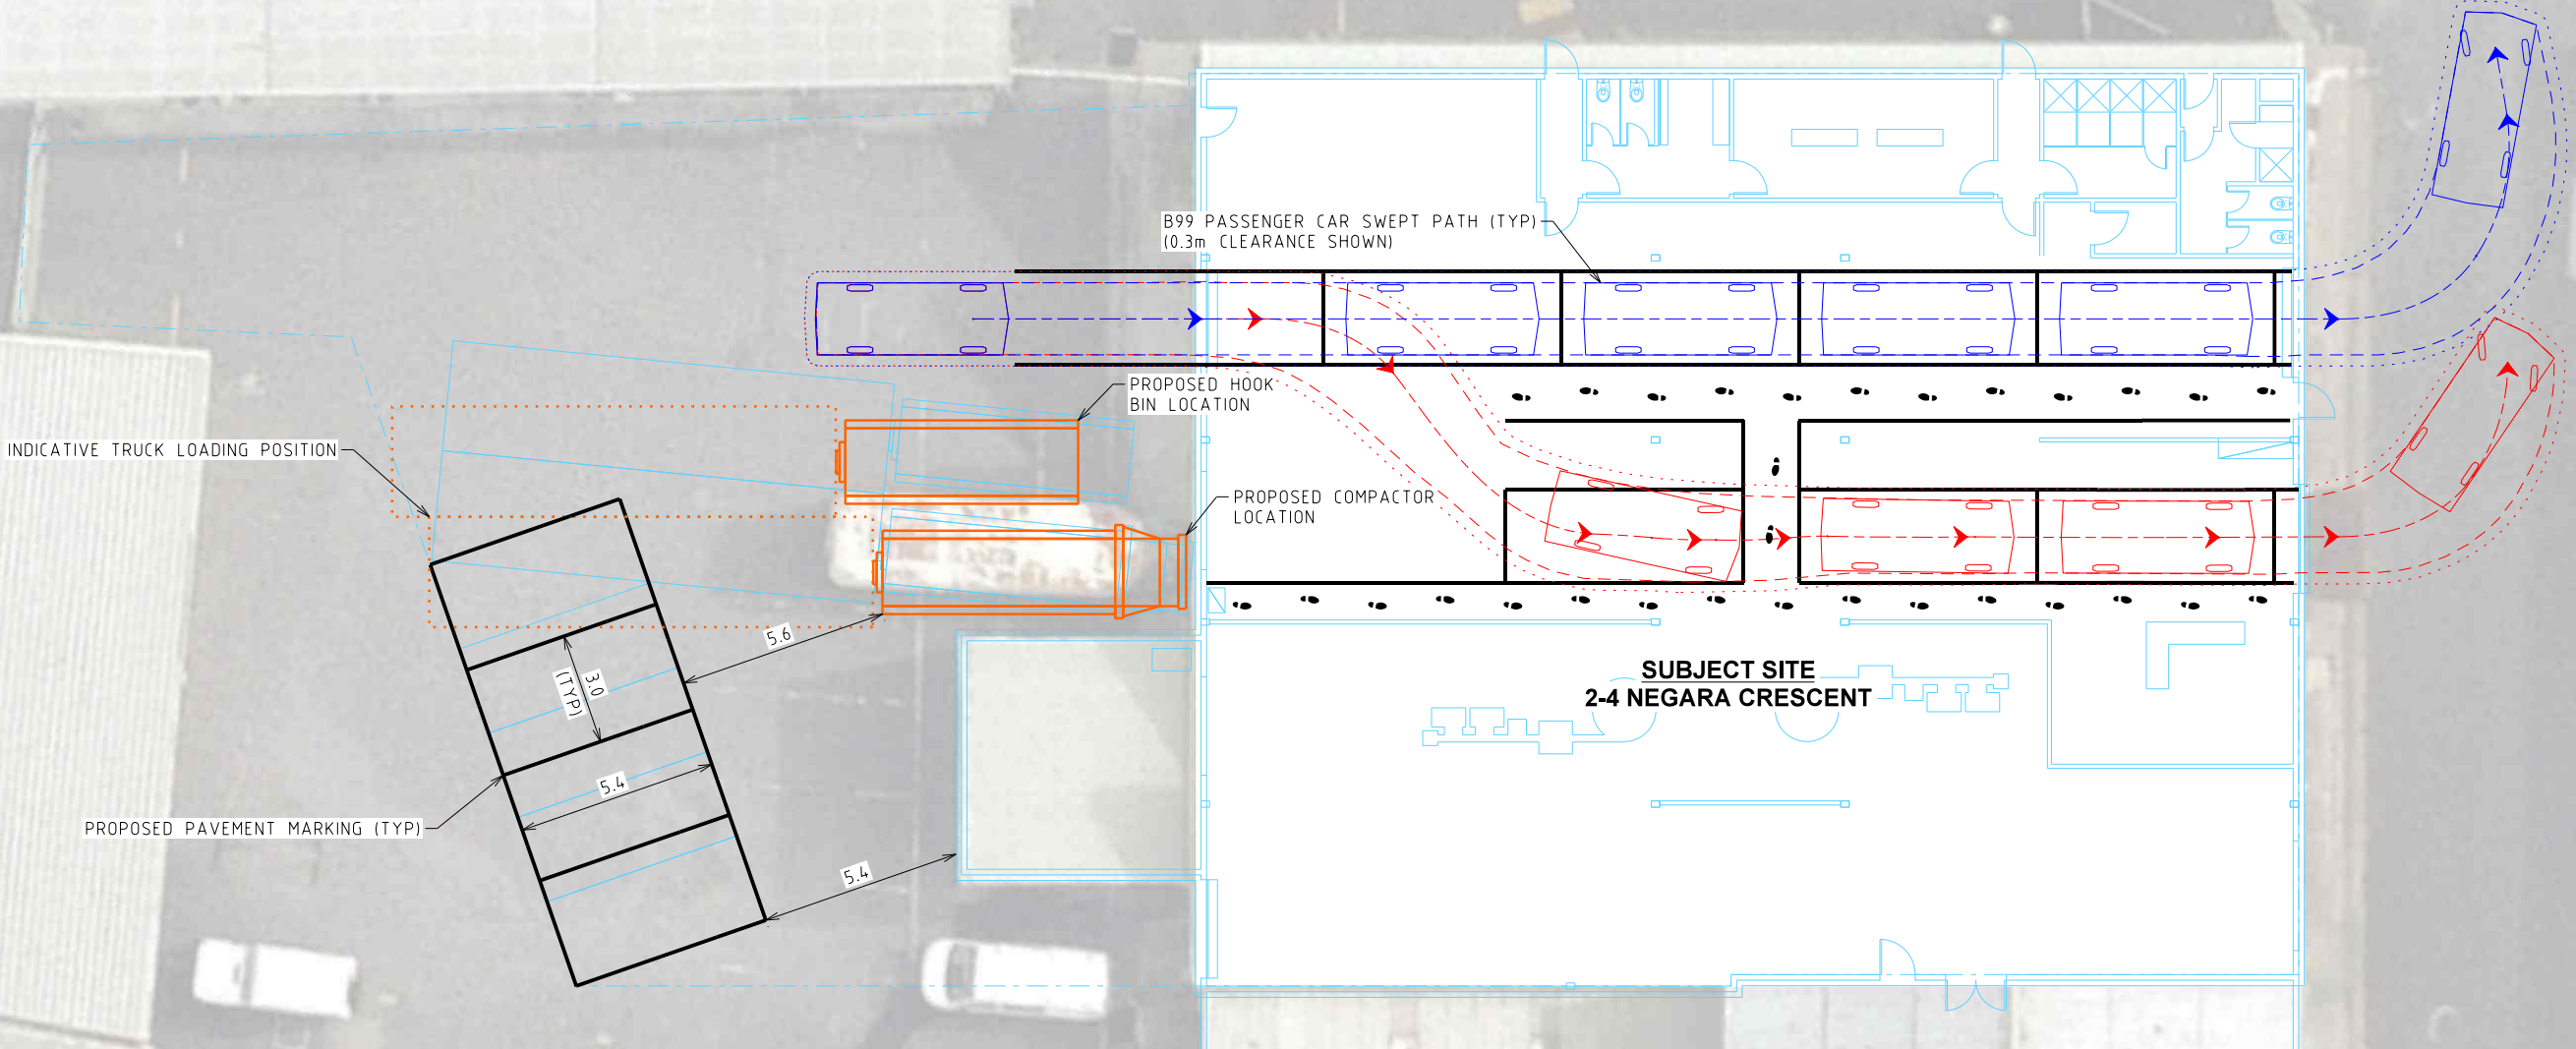 B99 PASSENGER CAR SWEPT PATH (TYP)
(0.3m CLEARANCE SHOWN)
PROPOSED HOOK
BIN LOCATION
INDICATIVE TRUCK LOADING POSITION
PROPOSED COMPACTOR
LOCATION
5.6
3.0
(TYP)
SUBJECT SITE
2-4 NEGARA CRESCENT
5.4
PROPOSED PAVEMENT MARKING (TYP)
5.4